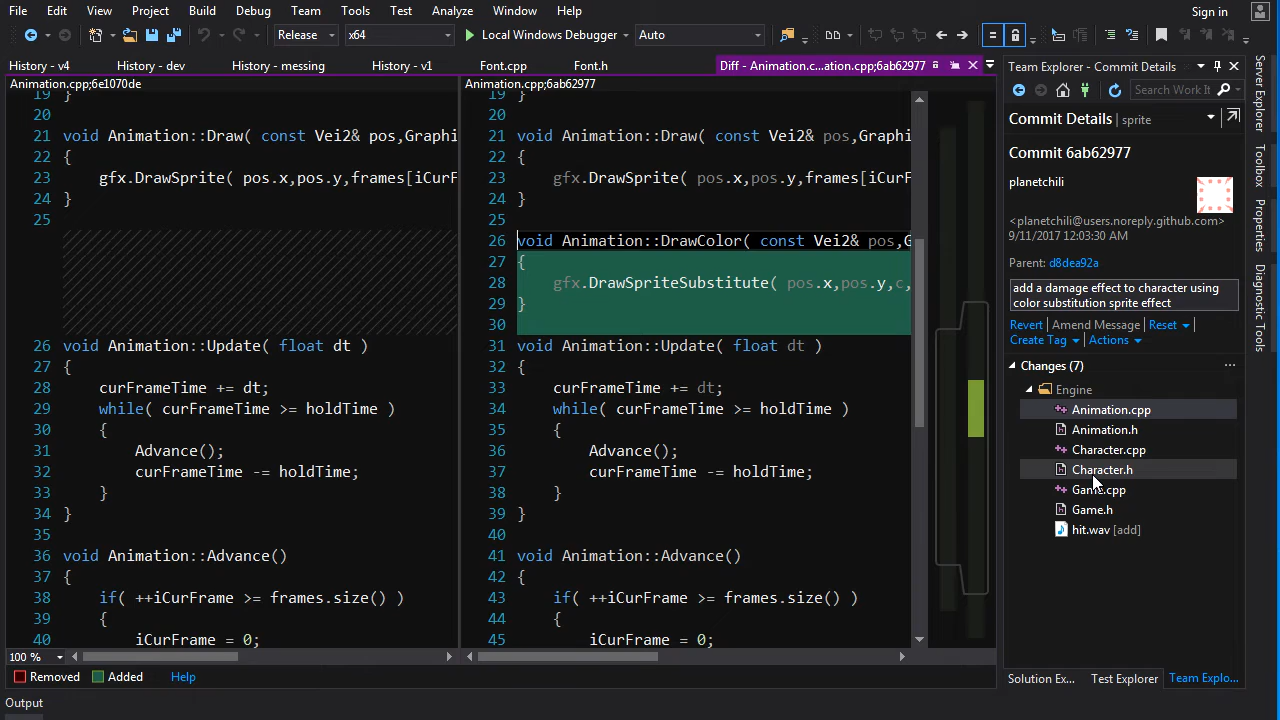 File Edit View Project Build Debug Team Tools Test Analyze Window Help Sign in
Release x64 Local Windows Debugger Auto
History - v4 History - dev History - messing History - v1 Font.cpp Font.h Diff - Animation.c...ation.cpp;6ab62977
Animation.cpp;6e1070de
19 }
20
21 void Animation::Draw( const Vei2& pos,Graphi
22 {
23 gfx.DrawSprite( pos.x,pos.y,frames[iCurF
24 }
25
26 void Animation::Update( float dt )
27 {
28 curFrameTime += dt;
29 while( curFrameTime >= holdTime )
30 {
31 Advance();
32 curFrameTime -= holdTime;
33 }
34 }
35
36 void Animation::Advance()
37 {
38 if( ++iCurFrame >= frames.size() )
39 {
40 iCurFrame = 0;
100 %
Animation.cpp;6ab62977
19 }
20
21 void Animation::Draw( const Vei2& pos,Graphi
22 {
23 gfx.DrawSprite( pos.x,pos.y,frames[iCurF
24 }
25
26 void Animation::DrawColor( const Vei2& pos,G
27 {
28 gfx.DrawSpriteSubstitute( pos.x,pos.y,c,
29 }
30
31 void Animation::Update( float dt )
32 {
33 curFrameTime += dt;
34 while( curFrameTime >= holdTime )
35 {
36 Advance();
37 curFrameTime -= holdTime;
38 }
39 }
40
41 void Animation::Advance()
42 {
43 if( ++iCurFrame >= frames.size() )
44 {
45 iCurFrame = 0;
Removed Added Help
Output
Team Explorer - Commit Details
Search Work It
Commit Details | sprite
Commit 6ab62977
planetchili
<planetchili@users.noreply.github.com>
9/11/2017 12:03:30 AM
Parent: d8dea92a
add a damage effect to character using
color substitution sprite effect
Revert | Amend Message | Reset
Create Tag | Actions
Changes (7)
Engine
Animation.cpp
Animation.h
Character.cpp
Character.h
Game.cpp
Game.h
hit.wav [add]
Solution Ex... Test Explorer Team Explo...
Server Explorer
Toolbox
Properties
Diagnostic Tools